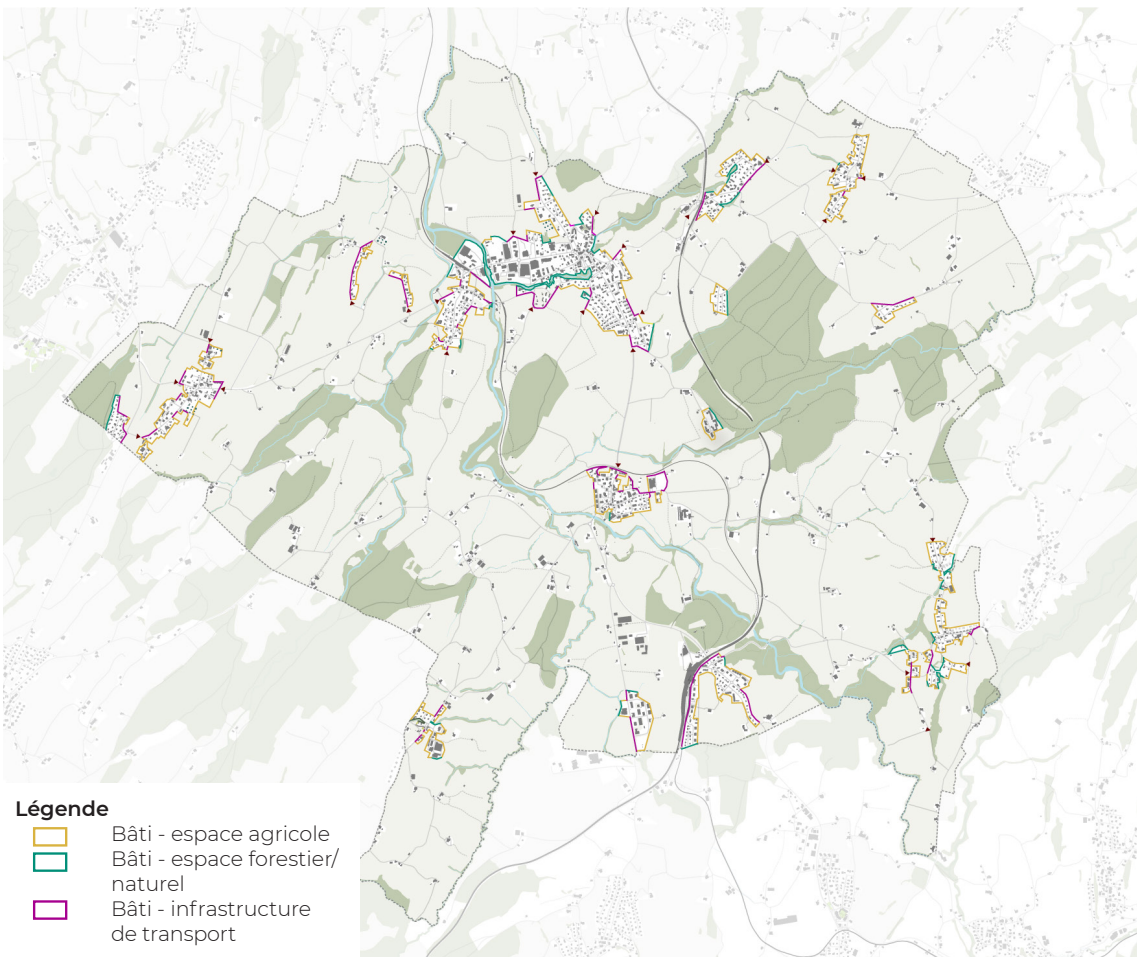 Légende
Bâti - espace agricole
Bâti - espace forestier/
naturel
Bâti - infrastructure
de transport